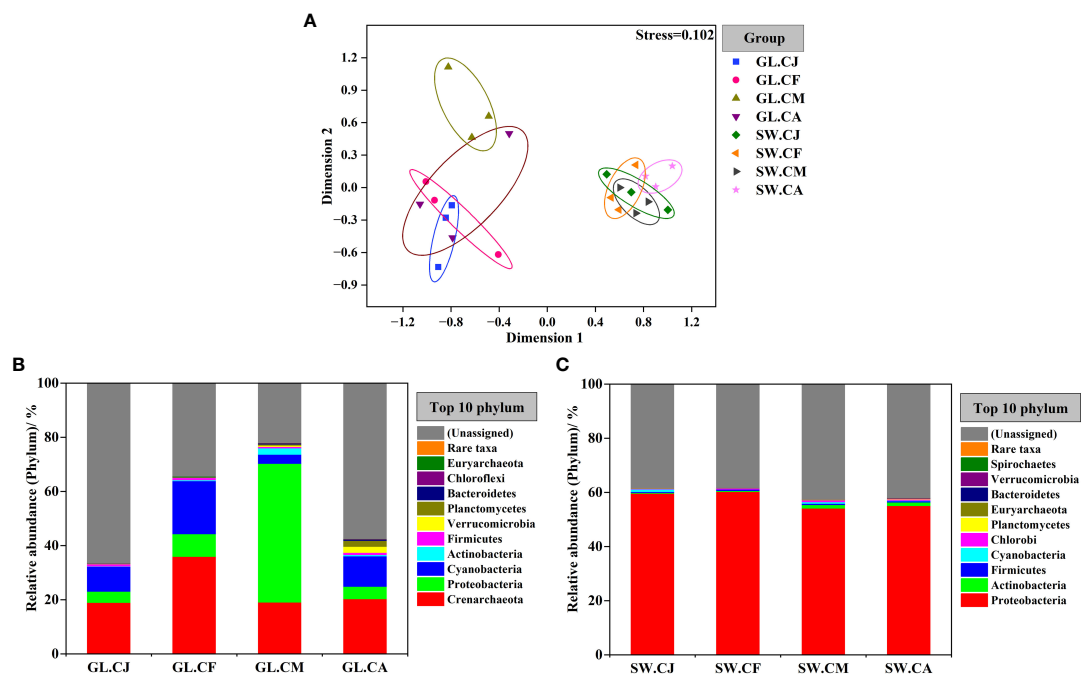 A
Stress=0.102
Group
GL.CJ
GL.CF
GL.CM
GL.CA
SW.CJ
SW.CF
SW.CM
SW.CA
Dimension 2
1.2
0.9
0.6
0.3
0.0
−0.3
−0.6
−0.9
−1.2
−0.8
−0.4
0.0
0.4
0.8
1.2
Dimension 1
B
Relative abundance (Phylum)/ %
100
80
60
40
20
0
GL.CJ
GL.CF
GL.CM
GL.CA
Top 10 phylum
(Unassigned)
Rare taxa
Euryarchaeota
Chloroflexi
Bacteroidetes
Planctomycetes
Verrucomicrobia
Firmicutes
Actinobacteria
Cyanobacteria
Proteobacteria
Crenarchaeota
C
Relative abundance (Phylum)/ %
100
80
60
40
20
0
SW.CJ
SW.CF
SW.CM
SW.CA
Top 10 phylum
(Unassigned)
Rare taxa
Spirochaetes
Verrucomicrobia
Bacteroidetes
Euryarchaeota
Planctomycetes
Chlorobi
Cyanobacteria
Firmicutes
Actinobacteria
Proteobacteria